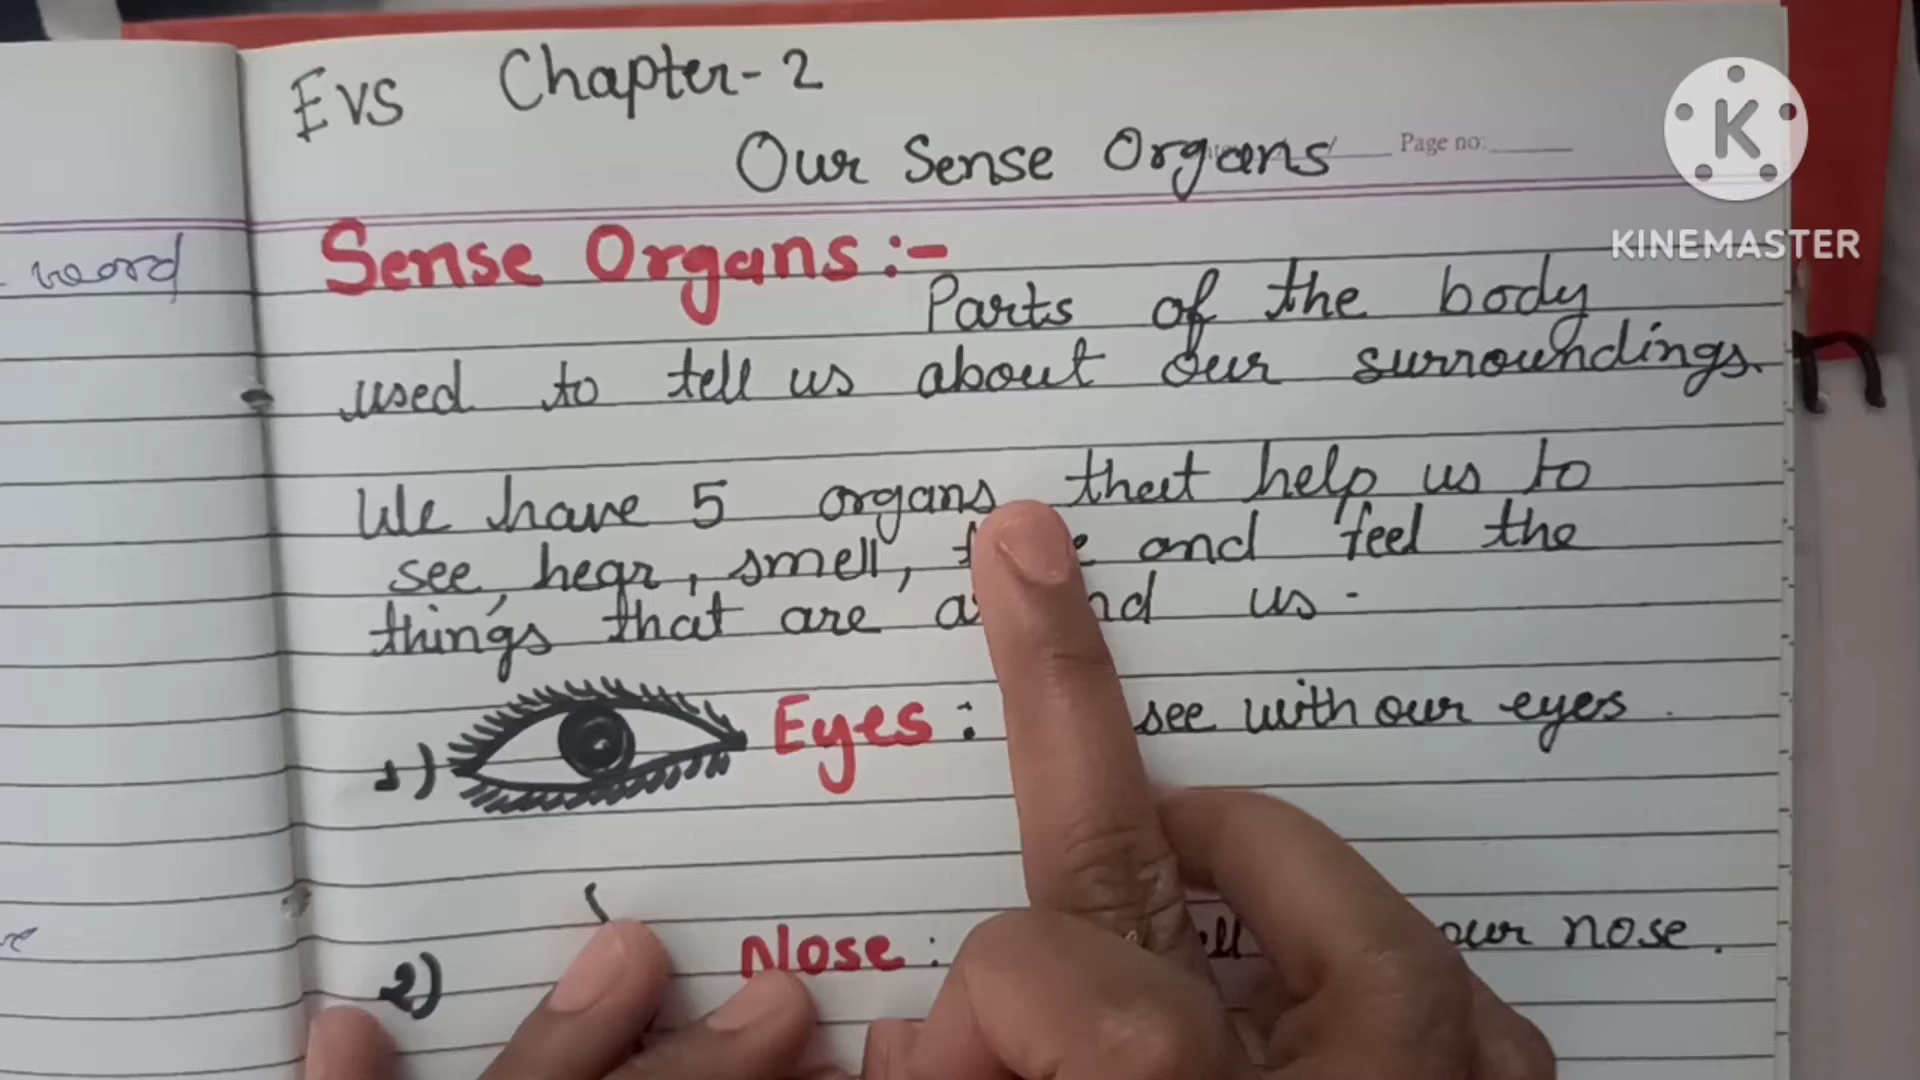 Evs Chapter-2
Our Sense Organs
Page no:
KINEMASTER
word
Sense Organs:-
Parts of the body
used to tell us about our surroundings.
We have 5 organs that help us to
see, hear, smell, and feel the
things that are us.
1) Eyes: see with our eyes.
2) Nose: our nose.